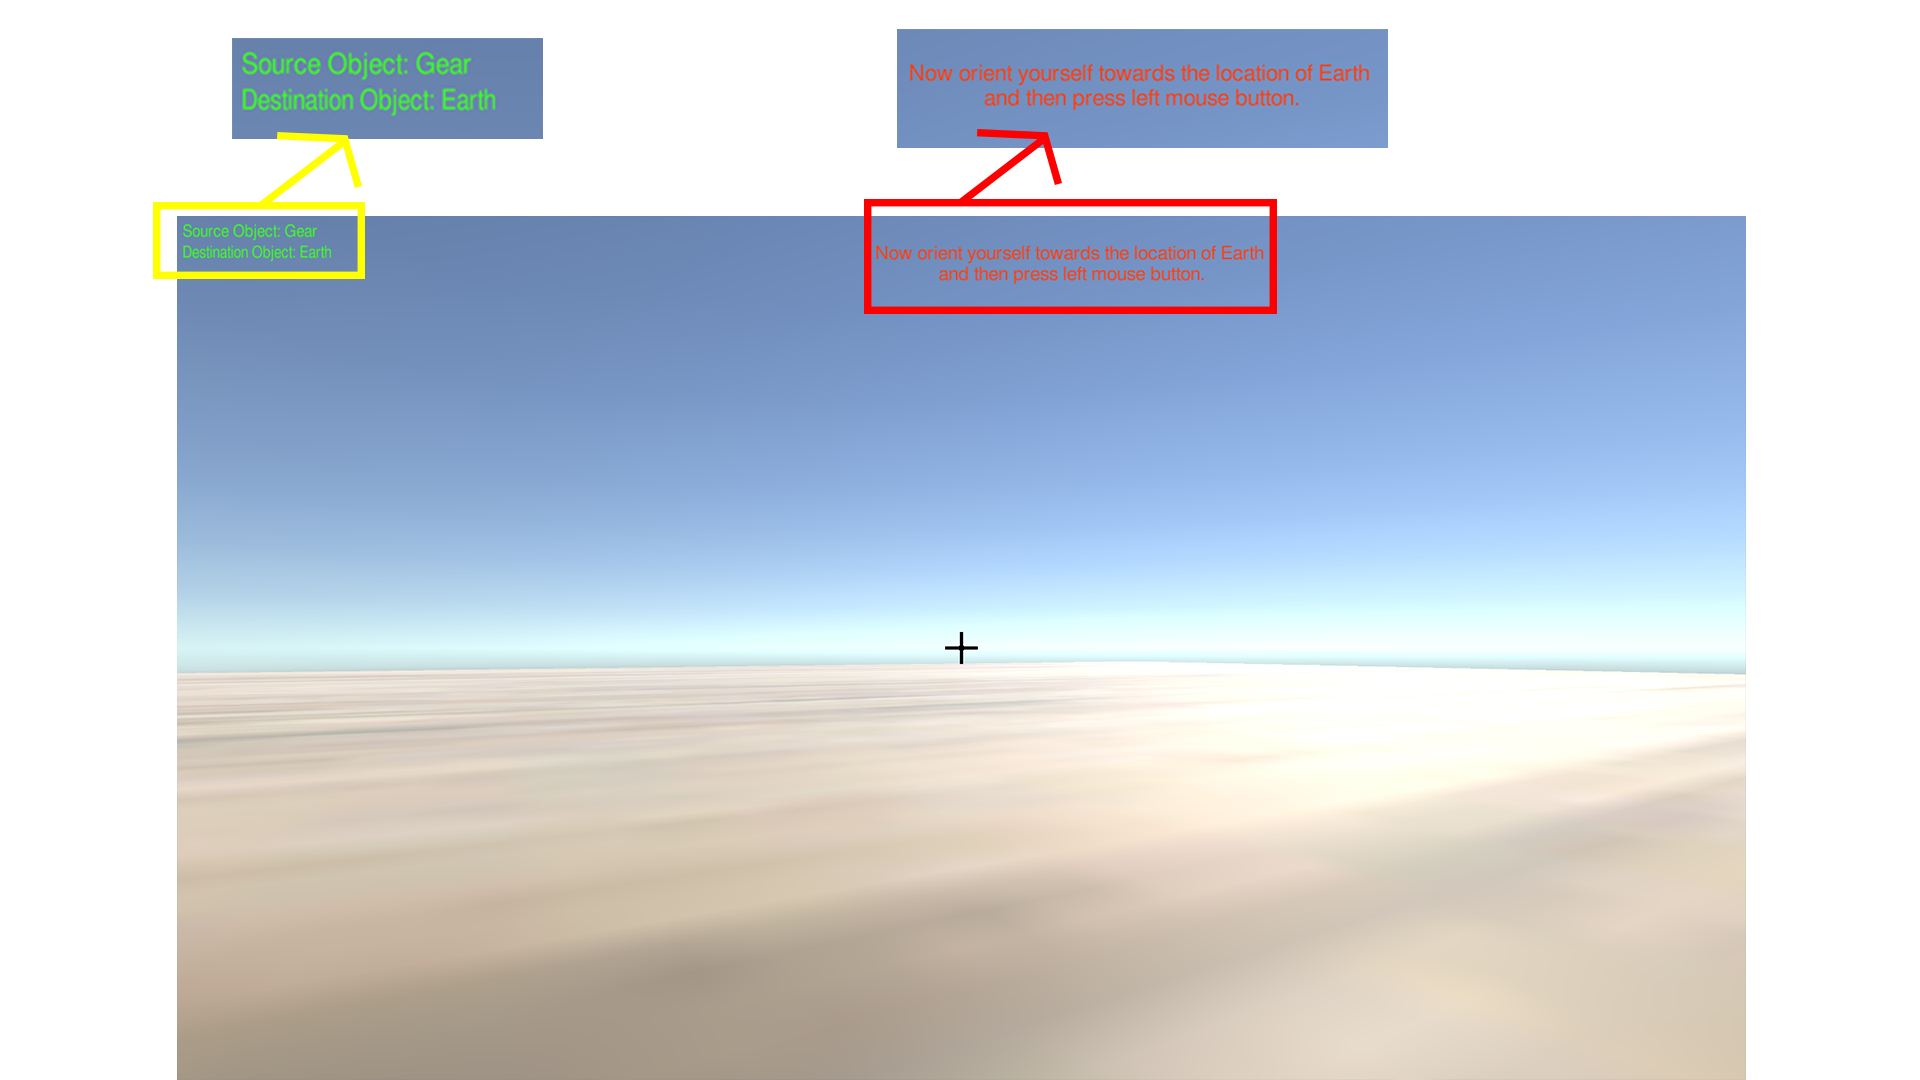 Source Object: Gear
Destination Object: Earth
Now orient yourself towards the location of Earth
and then press left mouse button.
Source Object: Gear
Destination Object: Earth
Now orient yourself towards the location of Earth
and then press left mouse button.